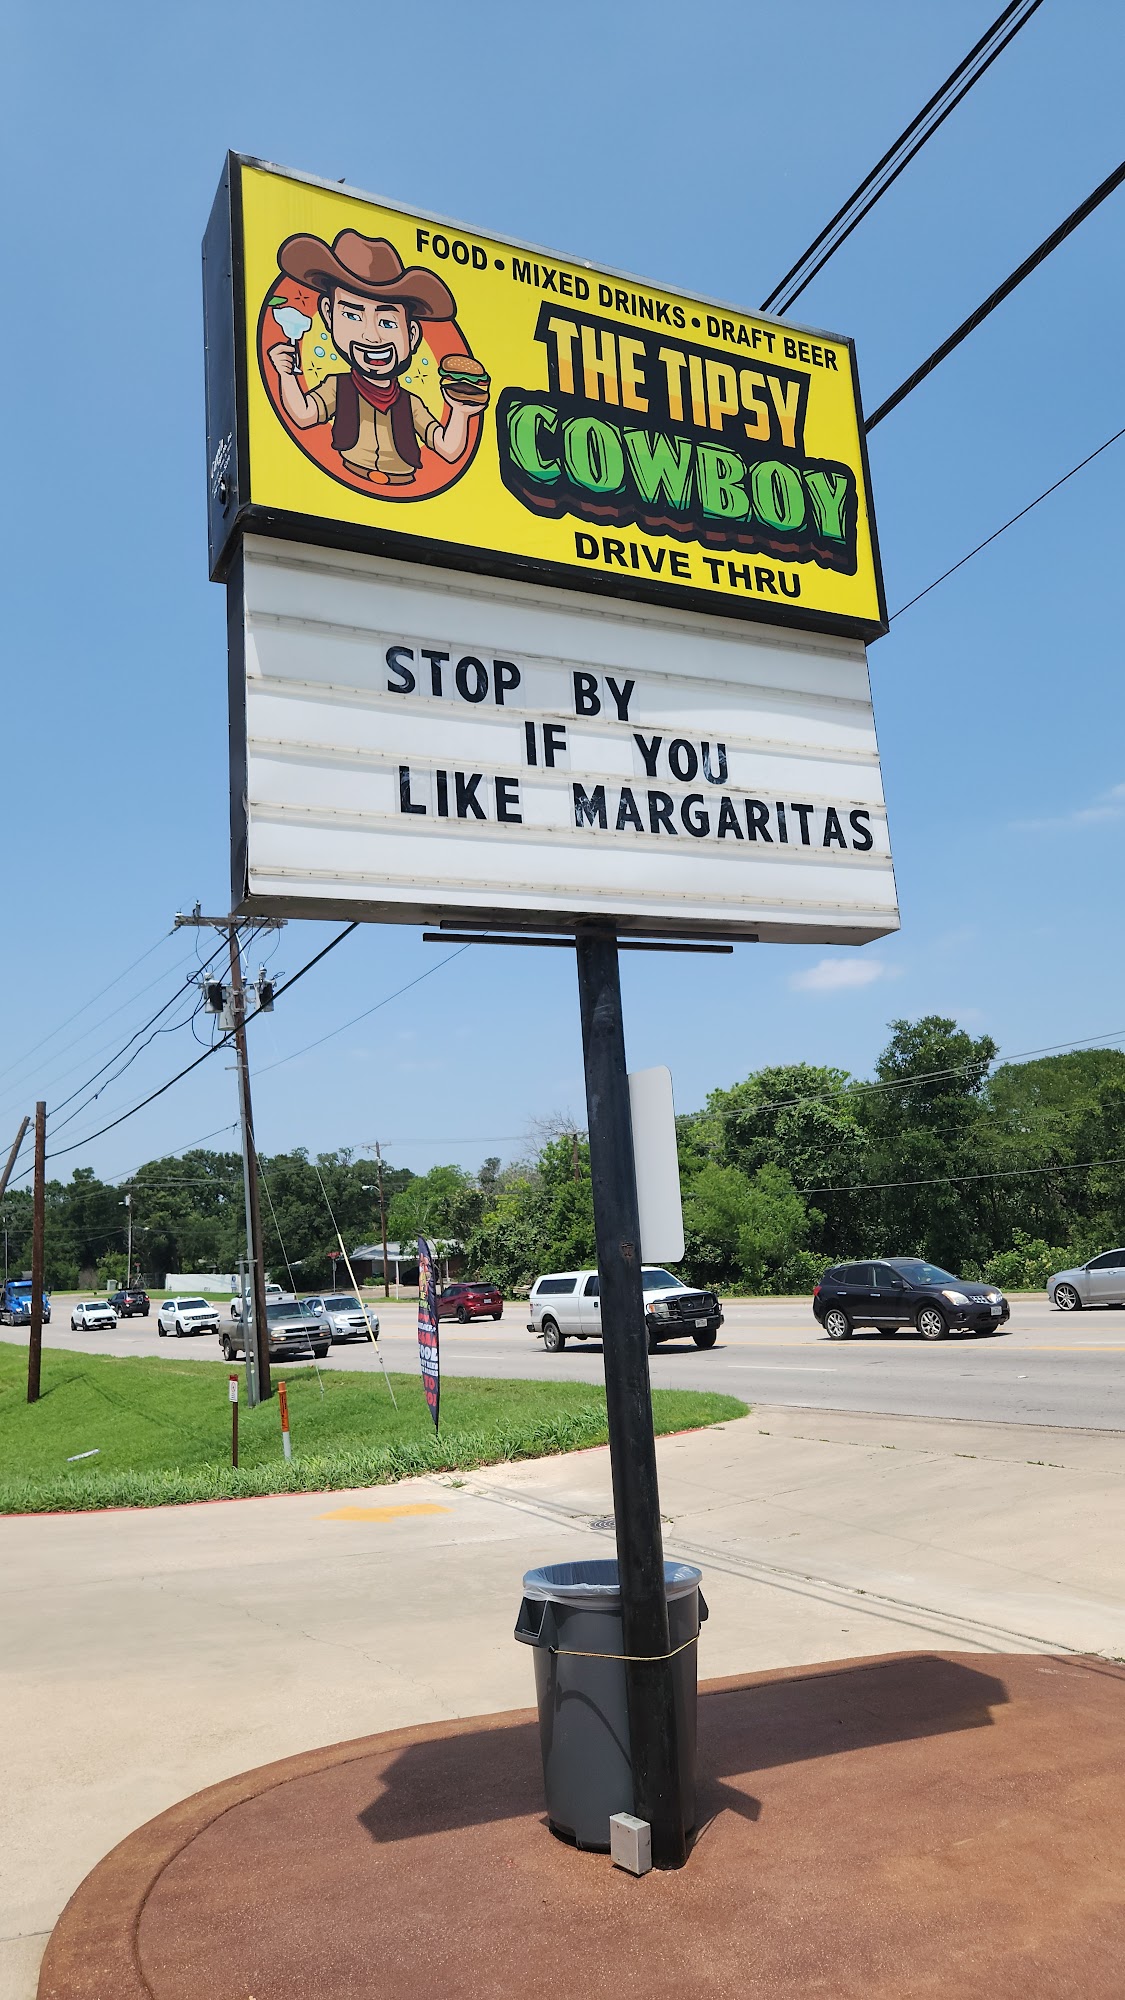 FOOD • MIXED DRINKS • DRAFT BEER
THE TIPSY
COWBOY
DRIVE THRU
STOP BY
IF YOU
LIKE MARGARITAS